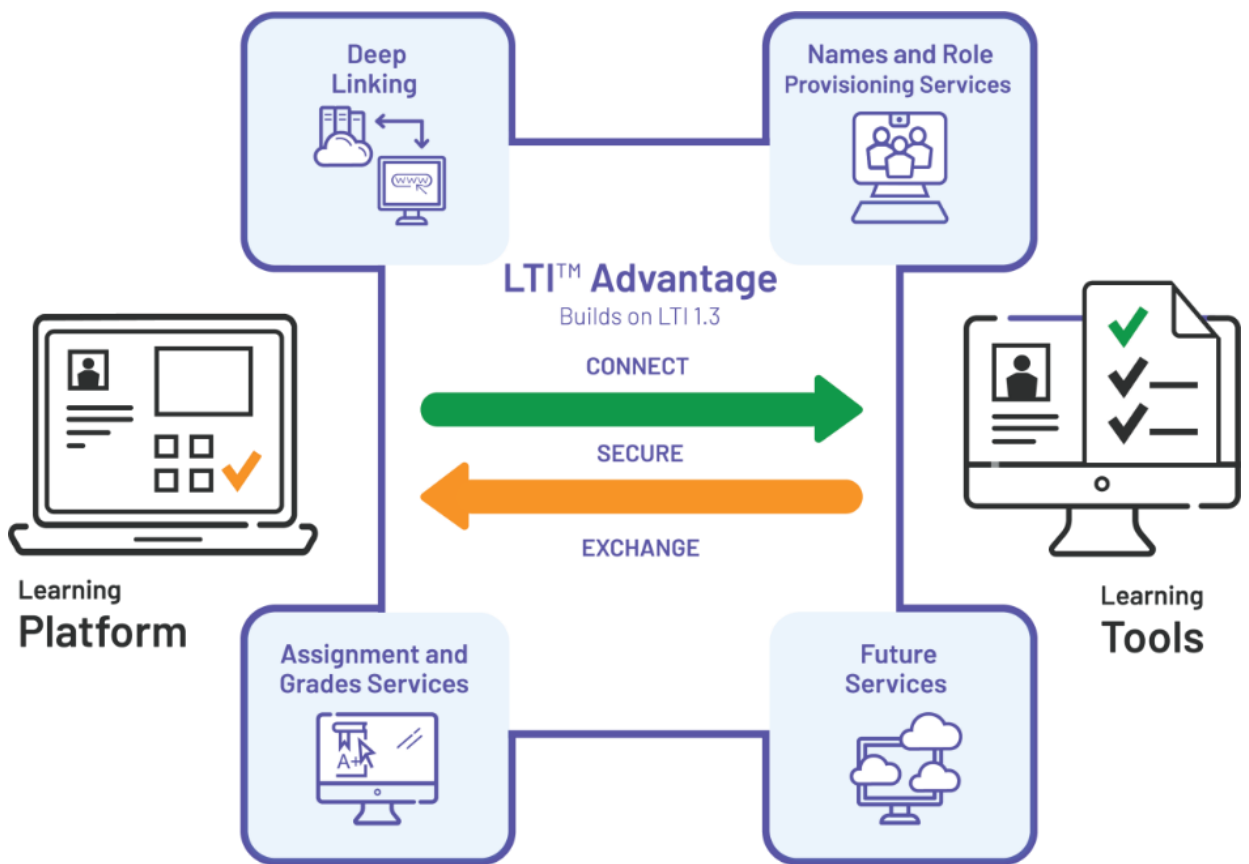 Deep
Linking
www
Names and Role
Provisioning Services
LTI™ Advantage
Builds on LTI 1.3
CONNECT
SECURE
EXCHANGE
Learning
Platform
Learning
Tools
Assignment and
Grades Services
A+
Future
Services